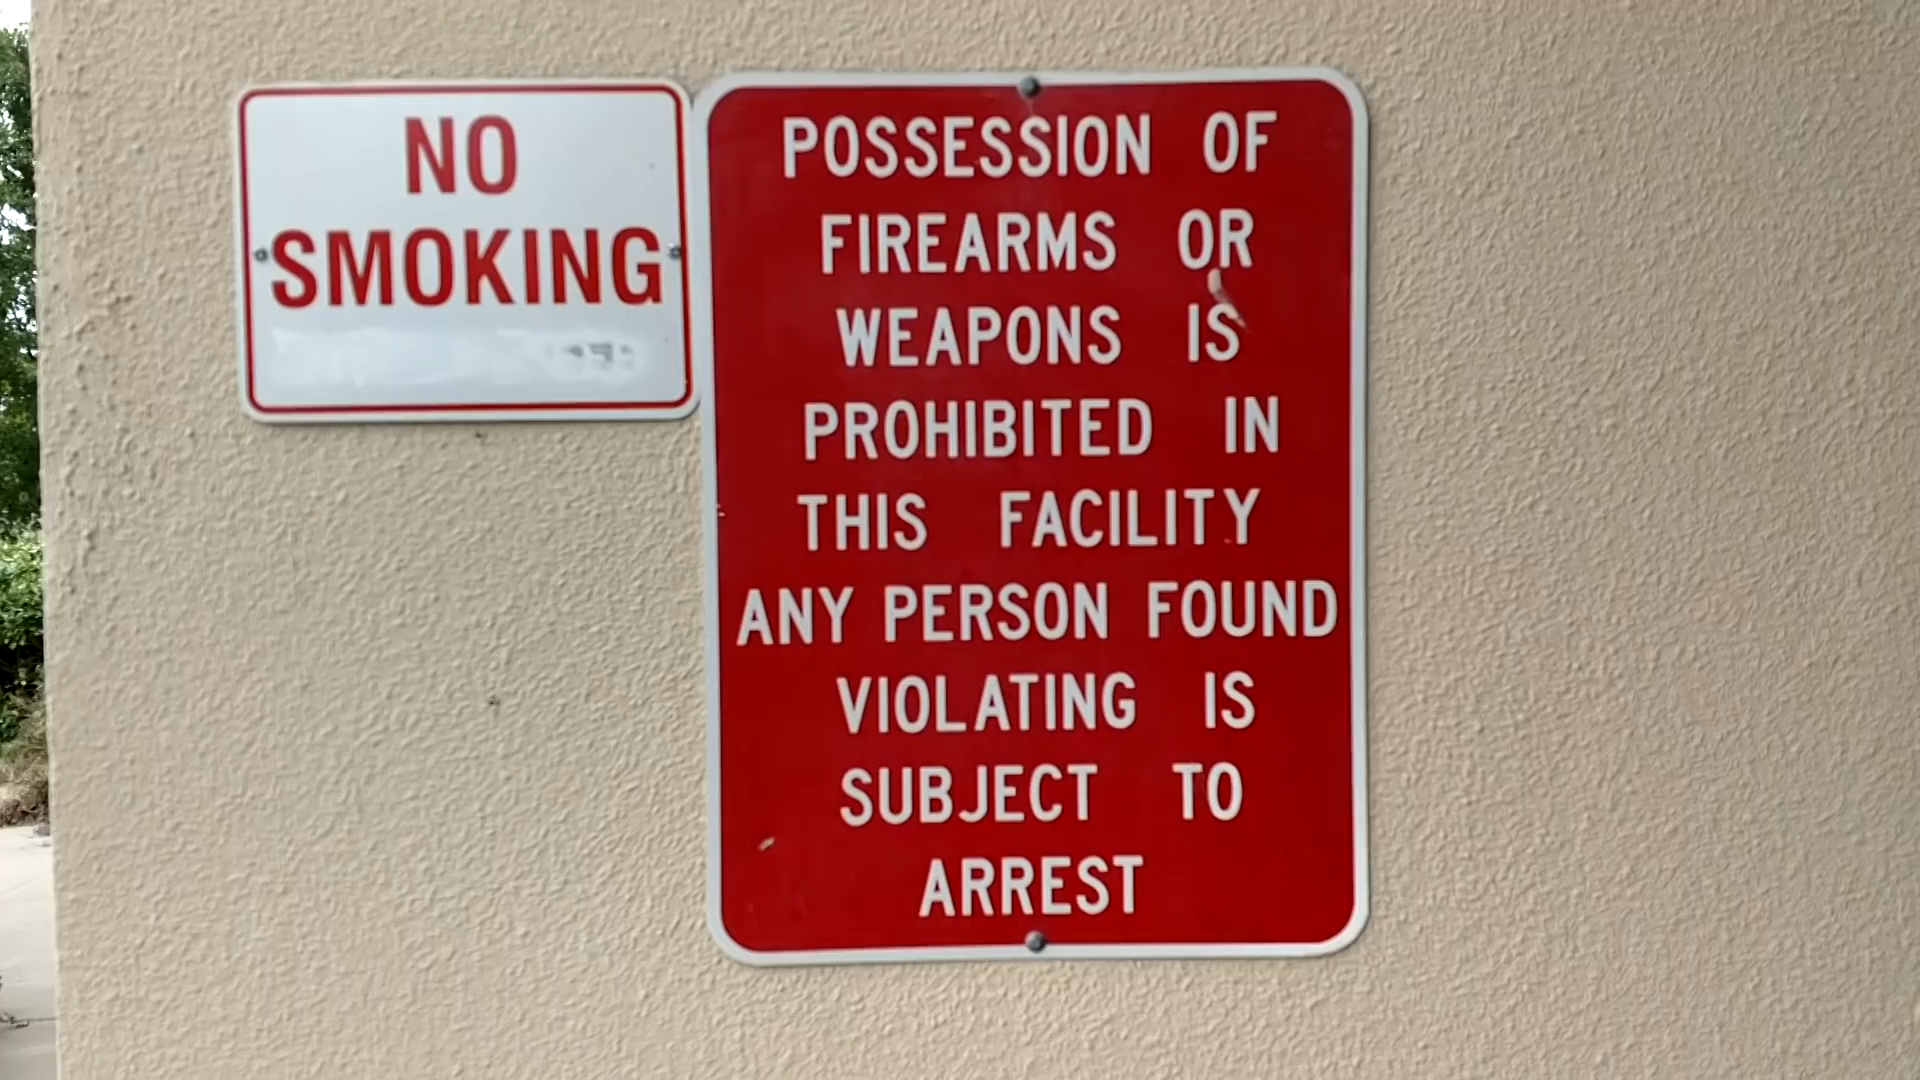 NO
SMOKING
POSSESSION OF
FIREARMS OR
WEAPONS IS
PROHIBITED IN
THIS FACILITY
ANY PERSON FOUND
VIOLATING IS
SUBJECT TO
ARREST